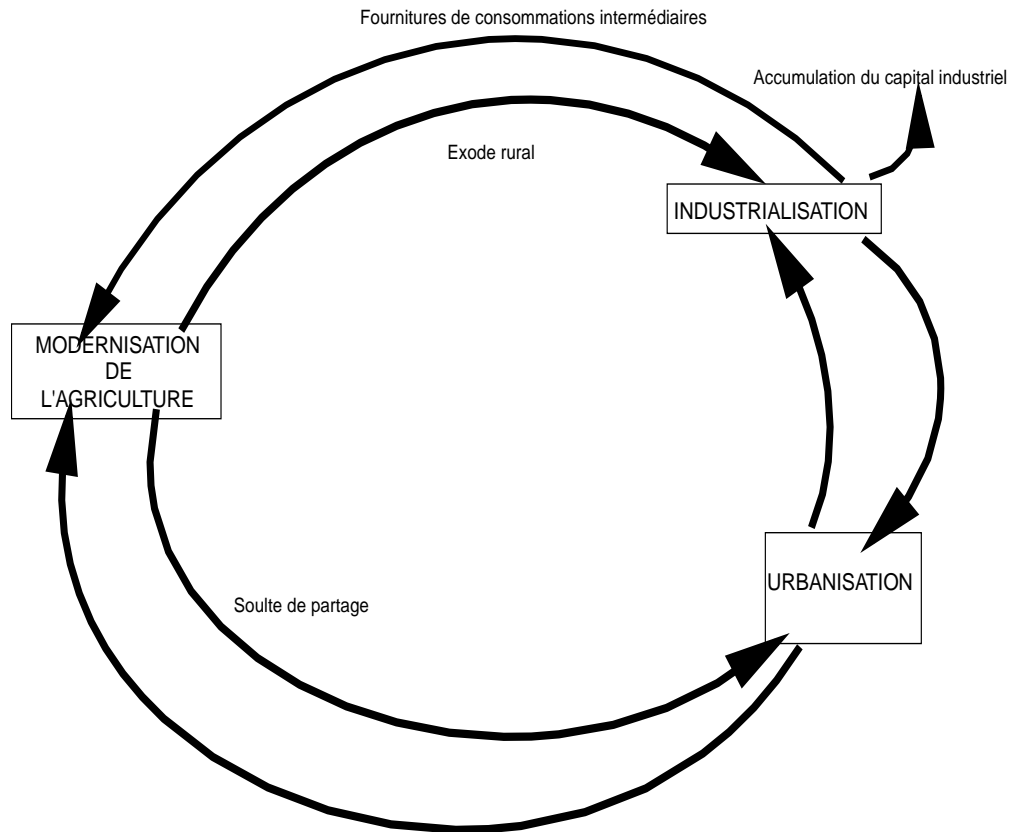 Fournitures de consommations intermédiaires
Accumulation du capital industriel
Exode rural
INDUSTRIALISATION
MODERNISATION
DE
L'AGRICULTURE
URBANISATION
Soulte de partage